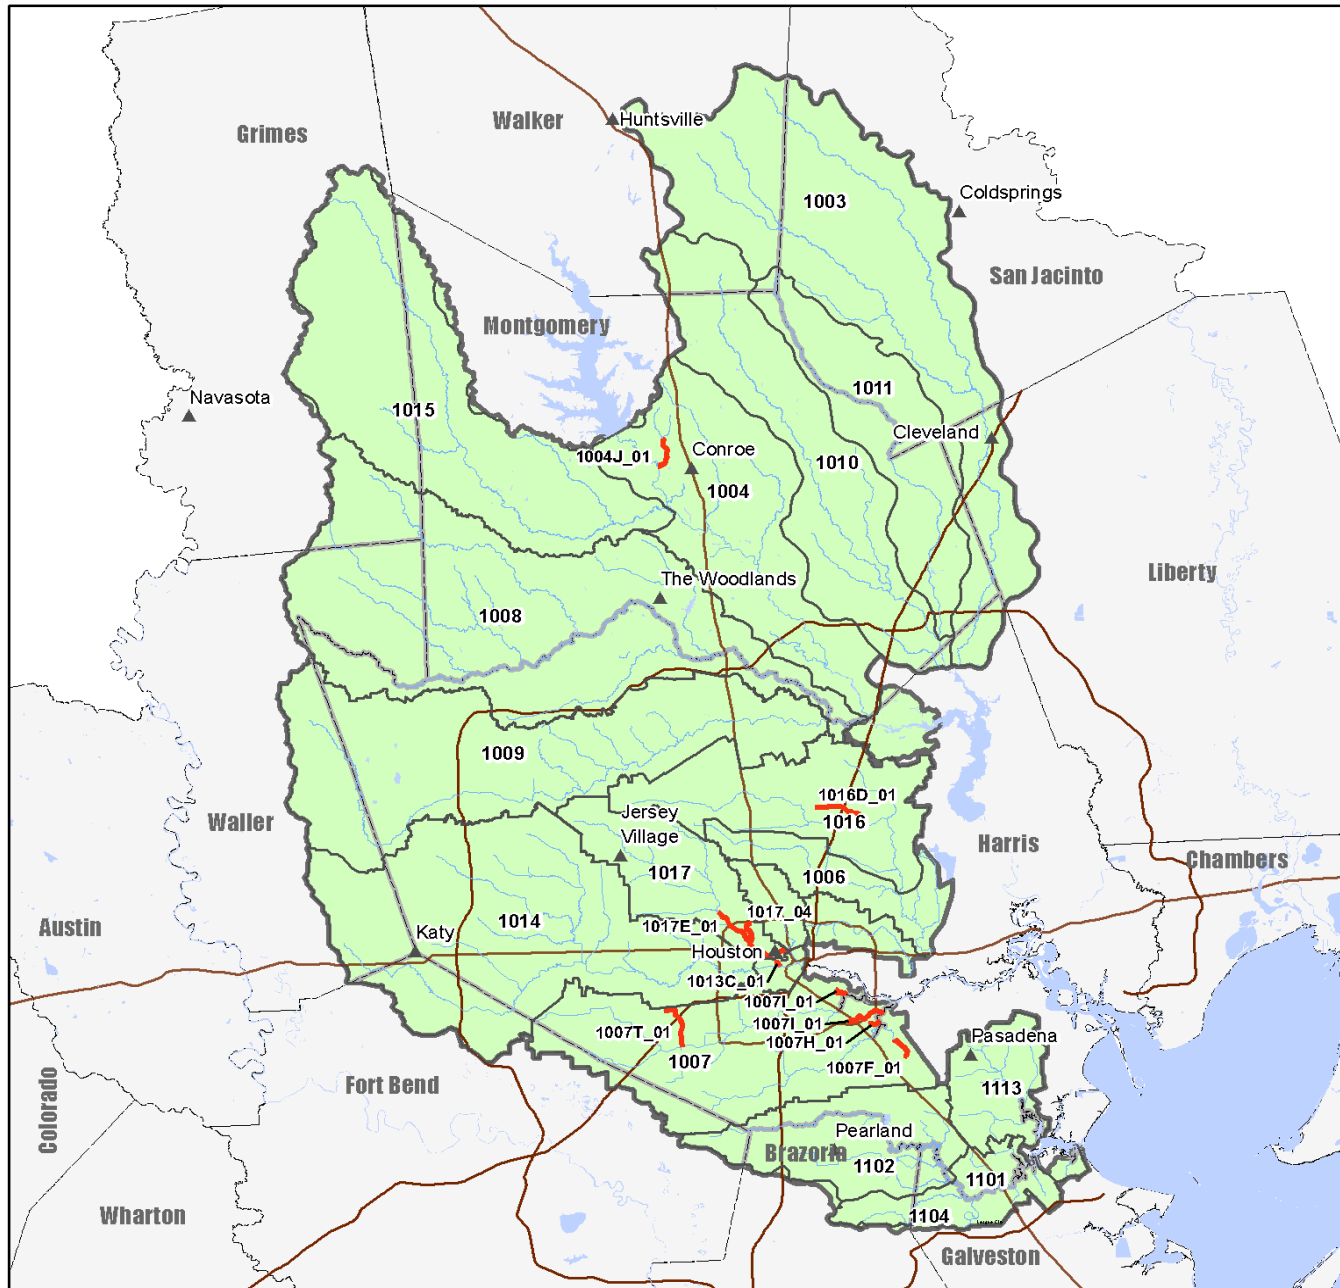 Huntsville
Walker
Grimes
Coldsprings
1003
San Jacinto
Montgomery
Navasota
1011
1015
Cleveland
1004J_01
Conroe
1010
1004
Liberty
The Woodlands
1008
1009
1016D_01
Jersey
Village
1016
Waller
Harris
Chambers
1017
1006
1014
1017_04
1017E_01
Austin
Katy
Houston
1013C_01
1007I_01
1007T_01
1007I_01
1007H_01
1007
1007F_01
Pasadena
Fort Bend
1113
Colorado
Pearland
Brazoria
1102
1101
Wharton
1104
Galveston